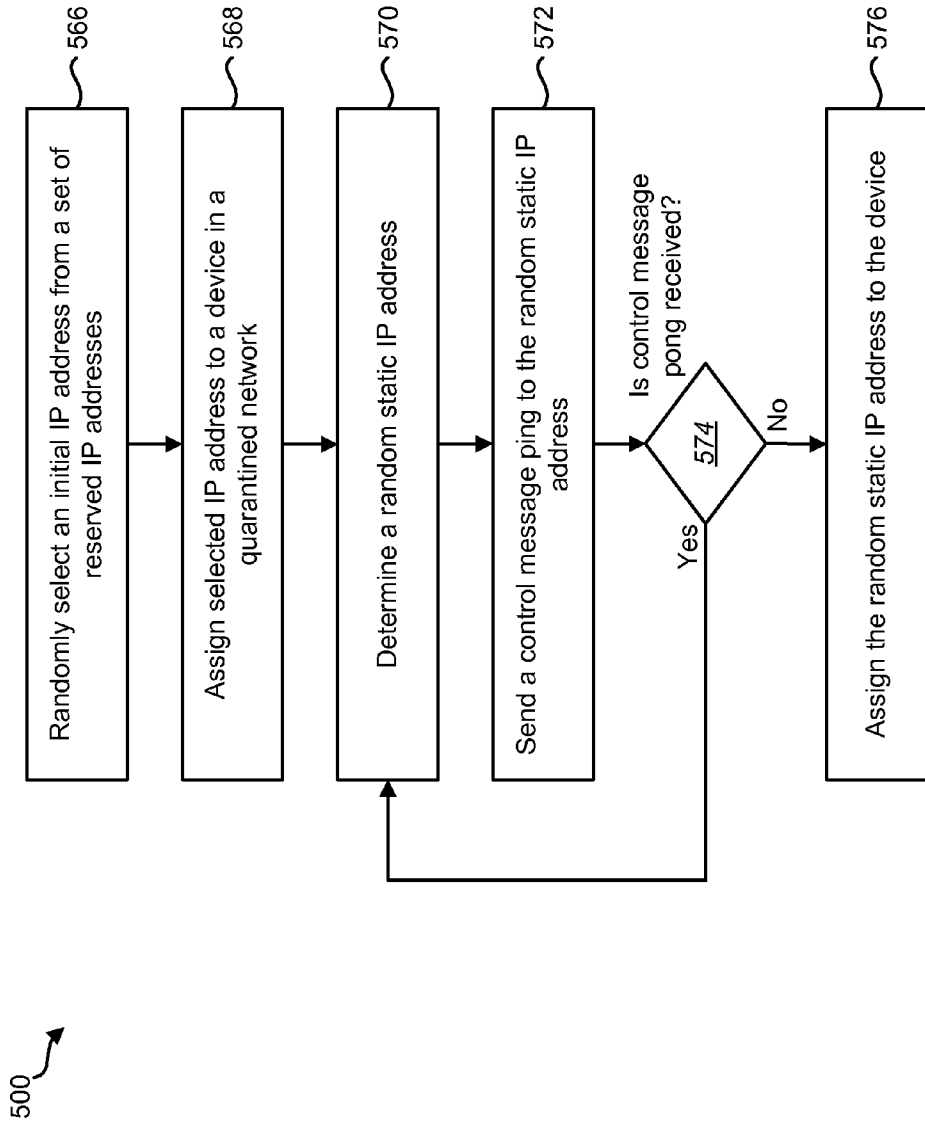 500
Randomly select an initial IP address from a set of
reserved IP addresses
566
Assign selected IP address to a device in a
quarantined network
568
Determine a random static IP address
570
Send a control message ping to the random static IP
address
572
Is control message
pong received?
574
Yes
No
Assign the random static IP address to the device
576